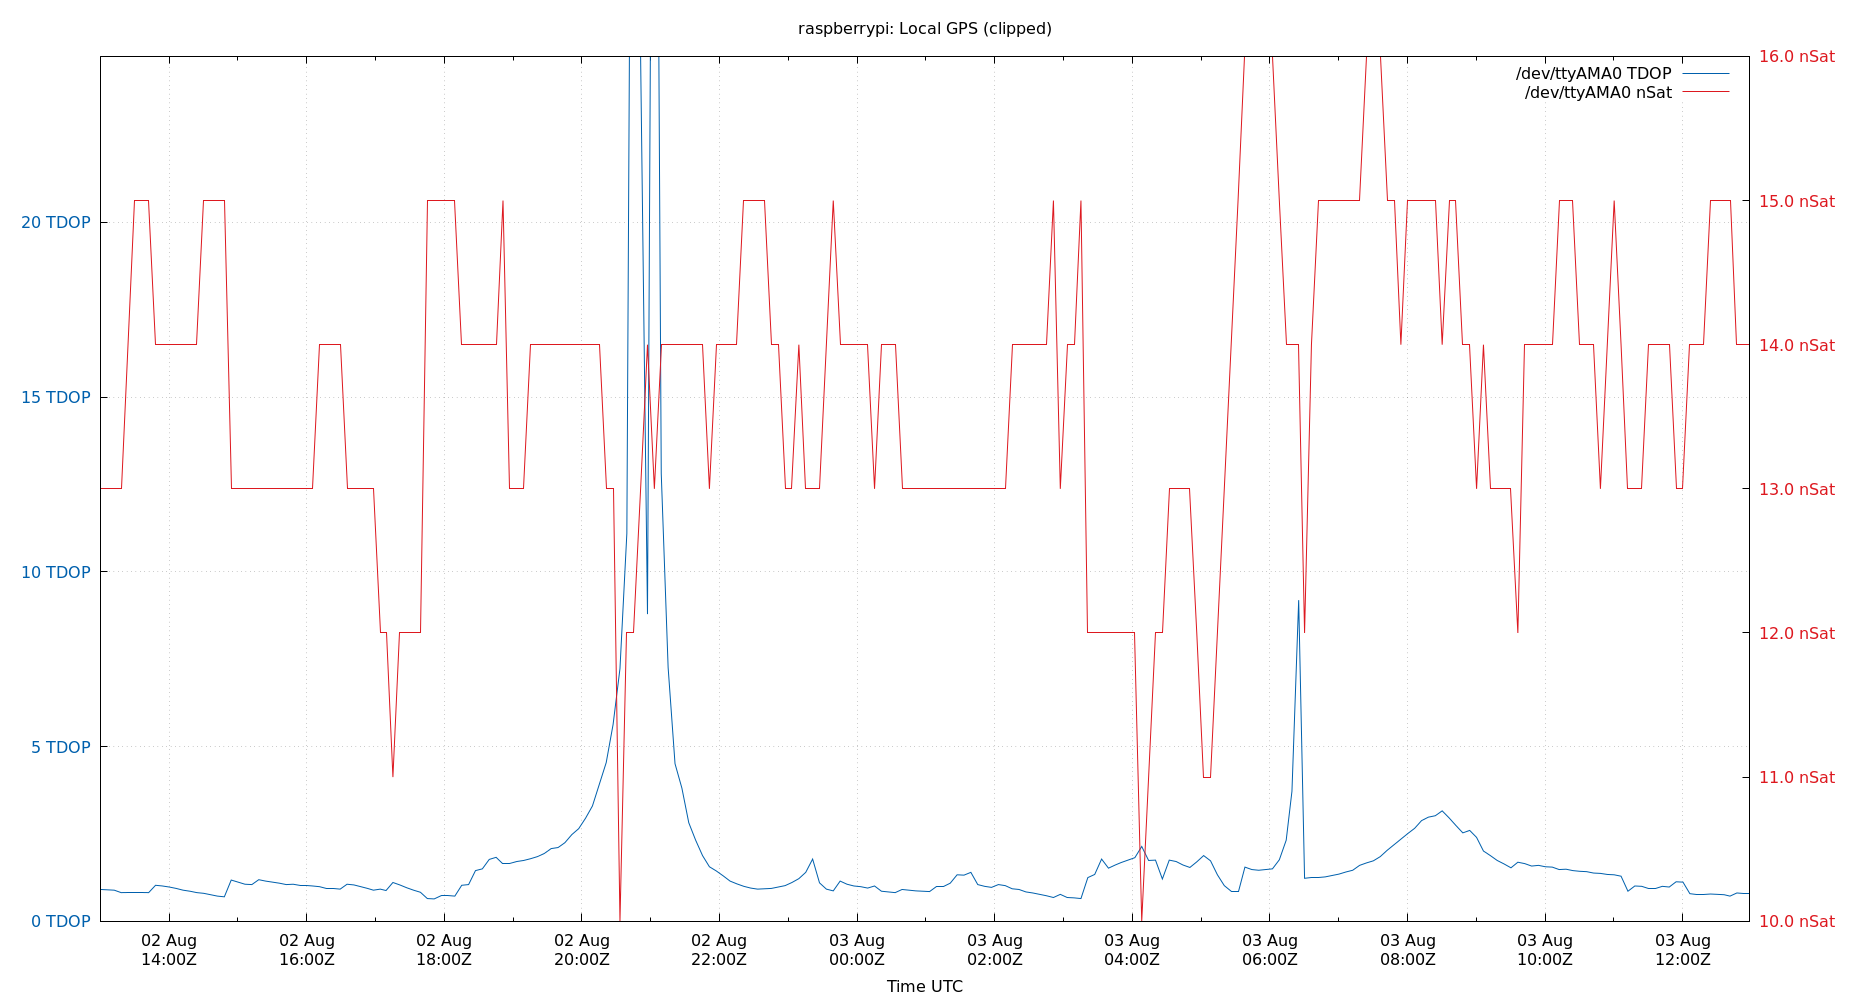 raspberrypi: Local GPS (clipped)
16.0 nSat
/dev/ttyAMA0 TDOP
/dev/ttyAMA0 nSat
15.0 nSat
20 TDOP
14.0 nSat
15 TDOP
13.0 nSat
10 TDOP
12.0 nSat
5 TDOP
11.0 nSat
0 TDOP
10.0 nSat
02 Aug 02 Aug 02 Aug 02 Aug 02 Aug 03 Aug 03 Aug 03 Aug 03 Aug 03 Aug 03 Aug 03 Aug
14:00Z 16:00Z 18:00Z 20:00Z 22:00Z 00:00Z 02:00Z 04:00Z 06:00Z 08:00Z 10:00Z 12:00Z
Time UTC